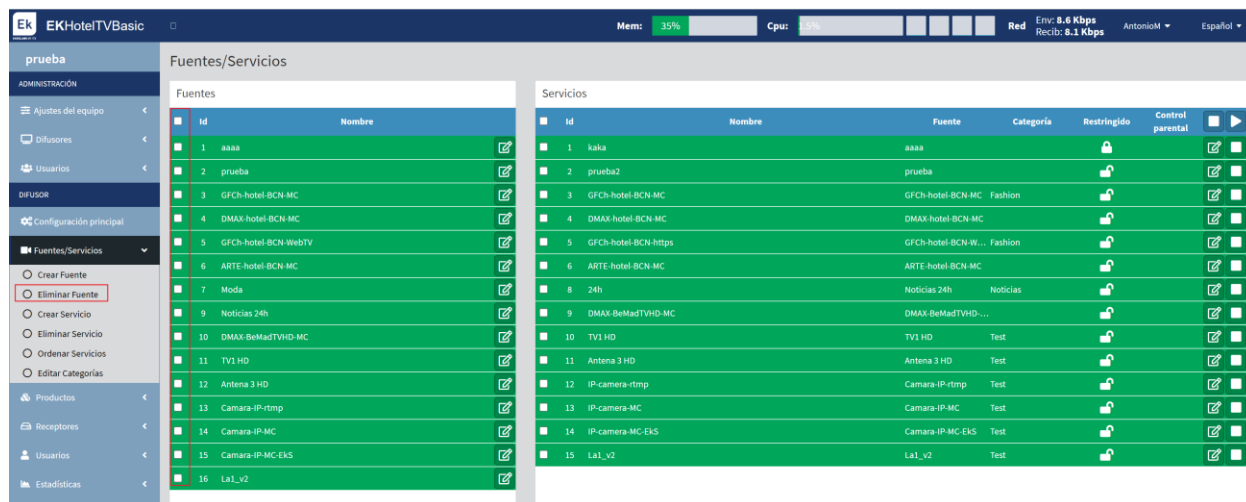 Ek EKHotelTVBasic
Mem: 35% Cpu: 1.5% Red Env: 8.6 Kbps Recib: 8.1 Kbps AntonioM Español
prueba
ADMINISTRACIÓN
Ajustes del equipo
Difusores
Usuarios
DIFUSOR
Configuración principal
Fuentes/Servicios
Crear Fuente
Eliminar Fuente
Crear Servicio
Eliminar Servicio
Ordenar Servicios
Editar Categorías
Productos
Receptores
Usuarios
Estadísticas
Fuentes/Servicios
Fuentes
Id Nombre
1 aaaa
2 prueba
3 GFCh-hotel-BCN-MC
4 DMAX-hotel-BCN-MC
5 GFCh-hotel-BCN-WebTV
6 ARTE-hotel-BCN-MC
7 Moda
9 Noticias 24h
10 DMAX-BeMadTVHD-MC
11 TV1 HD
12 Antena 3 HD
13 Camara-IP-rtmp
14 Camara-IP-MC
15 Camara-IP-MC-EkS
16 La1_v2
Servicios
Id Nombre Fuente Categoría Restringido Control parental
1 kaka aaaa
2 prueba2 prueba
3 GFCh-hotel-BCN-MC GFCh-hotel-BCN-MC Fashion
4 DMAX-hotel-BCN-MC DMAX-hotel-BCN-MC
5 GFCh-hotel-BCN-https GFCh-hotel-BCN-W... Fashion
6 ARTE-hotel-BCN-MC ARTE-hotel-BCN-MC
8 24h Noticias 24h Noticias
9 DMAX-BeMadTVHD-MC DMAX-BeMadTVHD-...
10 TV1 HD TV1 HD Test
11 Antena 3 HD Antena 3 HD Test
12 IP-camera-rtmp Camara-IP-rtmp Test
13 IP-camera-MC Camara-IP-MC Test
14 IP-camera-MC-EkS Camara-IP-MC-EkS Test
15 La1_v2 La1_v2 Test